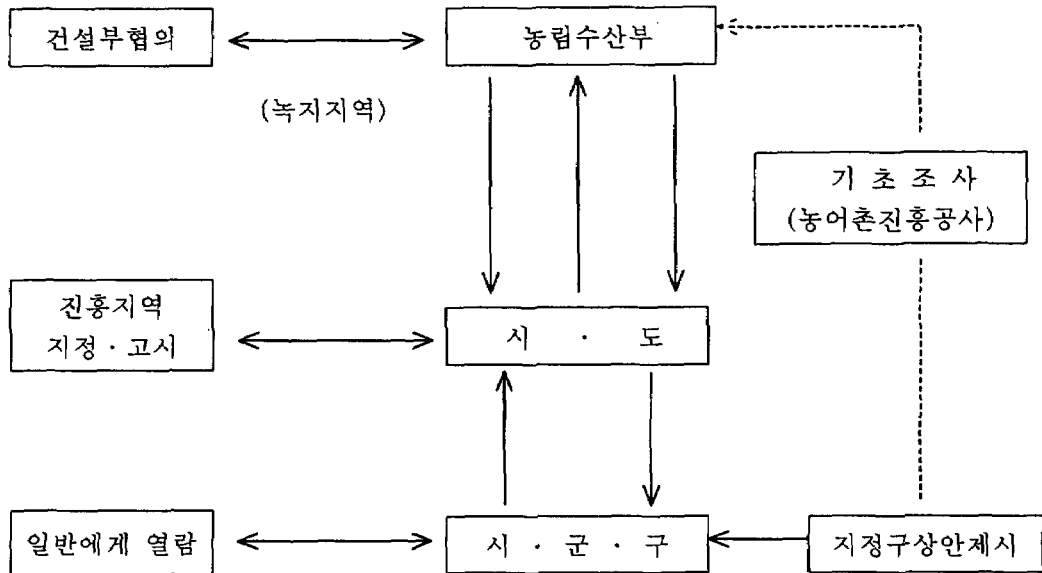 건설부협의
농림수산부
(녹지지역)
기 초 조 사
(농어촌진흥공사)
진흥지역
지정 · 고시
시 · 도
일반에게 열람
시 · 군 · 구
지정구상안제시